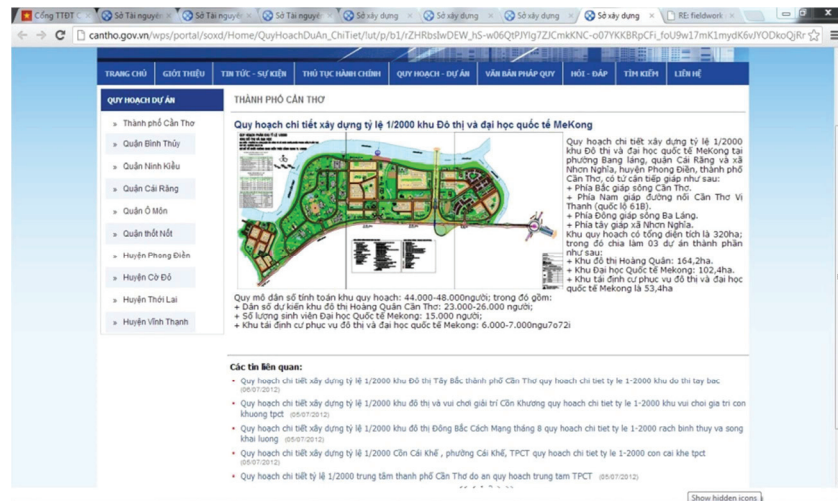 Cổng TTĐT C
Sở Tài nguyên
Sở Tài nguyên
Sở Tài nguyên
Sở xây dựng
Sở xây dựng
Sở xây dựng
Sở xây dựng
RE: fieldwork
cantho.gov.vn/wps/portal/soxd/Home/QuyHoachDuAn_ChiTiet/lut/p/
TRANG CHỦ
GIỚI THIỆU
TIN TỨC - SỰ KIỆN
THỦ TỤC HÀNH CHÍNH
QUY HOẠCH - DỰ ÁN
VĂN BẢN PHÁP QUY
HỎI - ĐÁP
TÌM KIẾM
LIÊN HỆ
QUY HOẠCH DỰ ÁN
» Thành phố Cần Thơ
» Quận Bình Thủy
» Quận Ninh Kiều
» Quận Cái Răng
» Quận Ô Môn
» Quận thốt Nốt
» Huyện Phong Điền
» Huyện Cờ Đỏ
» Huyện Thới Lai
» Huyện Vĩnh Thạnh
THÀNH PHỐ CẦN THƠ
Quy hoạch chi tiết xây dựng tỷ lệ 1/2000 khu Đô thị và đại học quốc tế MeKong
Quy hoạch chi tiết xây dựng tỷ lệ 1/2000
khu Đô thị và đại học quốc tế MeKong tại
phường Bang láng, quận Cái Răng và xã
Nhơn Nghĩa, huyện Phong Điền, thành phố
Cần Thơ, có tứ cận tiếp giáp như sau:
+ Phía Bắc giáp sông Cần Thơ.
+ Phía Nam giáp đường nối Cần Thơ Vị
Thanh (quốc lộ 61B).
+ Phía Đông giáp sông Ba Láng.
+ Phía tây giáp xã Nhơn Nghĩa.
Khu quy hoạch có tổng diện tích là 320ha;
trong đó chia làm 03 dự án thành phần
như sau:
+ Khu đô thị Hoàng Quân: 164,2ha.
+ Khu Đại học Quốc tế Mekong: 102,4ha.
+ Khu tái định cư phục vụ đô thị và đại học
quốc tế Mekong là 53,4ha
Quy mô dân số tính toán khu quy hoạch: 44.000-48.000người; trong đó gồm:
+ Dân số dự kiến khu đô thị Hoàng Quân Cần Thơ: 23.000-26.000 người;
+ Số lượng sinh viên Đại học Quốc tế Mekong: 15.000 người;
+ Khu tái định cư phục vụ đô thị và đại học quốc tế Mekong: 6.000-7.000ngu7o72i
Các tin liên quan:
• Quy hoạch chi tiết xây dựng tỷ lệ 1/2000 khu Đô thị Tây Bắc thành phố Cần Thơ quy hoach chi tiet ty le 1-2000 khu do thi tay bac
(06/07/2012)
• Quy hoạch chi tiết xây dựng tỷ lệ 1/2000 khu đô thị và vui chơi giải trí Cồn Khương quy hoach chi tiet ty le 1-2000 khu vui choi gia tri con
khuong tpct (05/07/2012)
• Quy hoạch chi tiết xây dựng tỷ lệ 1/2000 khu đô thị Đông Bắc Cách Mạng tháng 8 quy hoach chi tiet ty le 1-2000 rach binh thuy va song
khai luong (05/07/2012)
• Quy hoạch chi tiết xây dựng tỷ lệ 1/2000 Cồn Cái Khế , phường Cái Khế, TPCT quy hoach chi tiet ty le 1-2000 con cai khe tpct
(05/07/2012)
• Quy hoạch chi tiết tỷ lệ 1/2000 trung tâm thanh phố Cần Thơ do an quy hoach trung tam TPCT (05/07/2012)
Show hidden icons